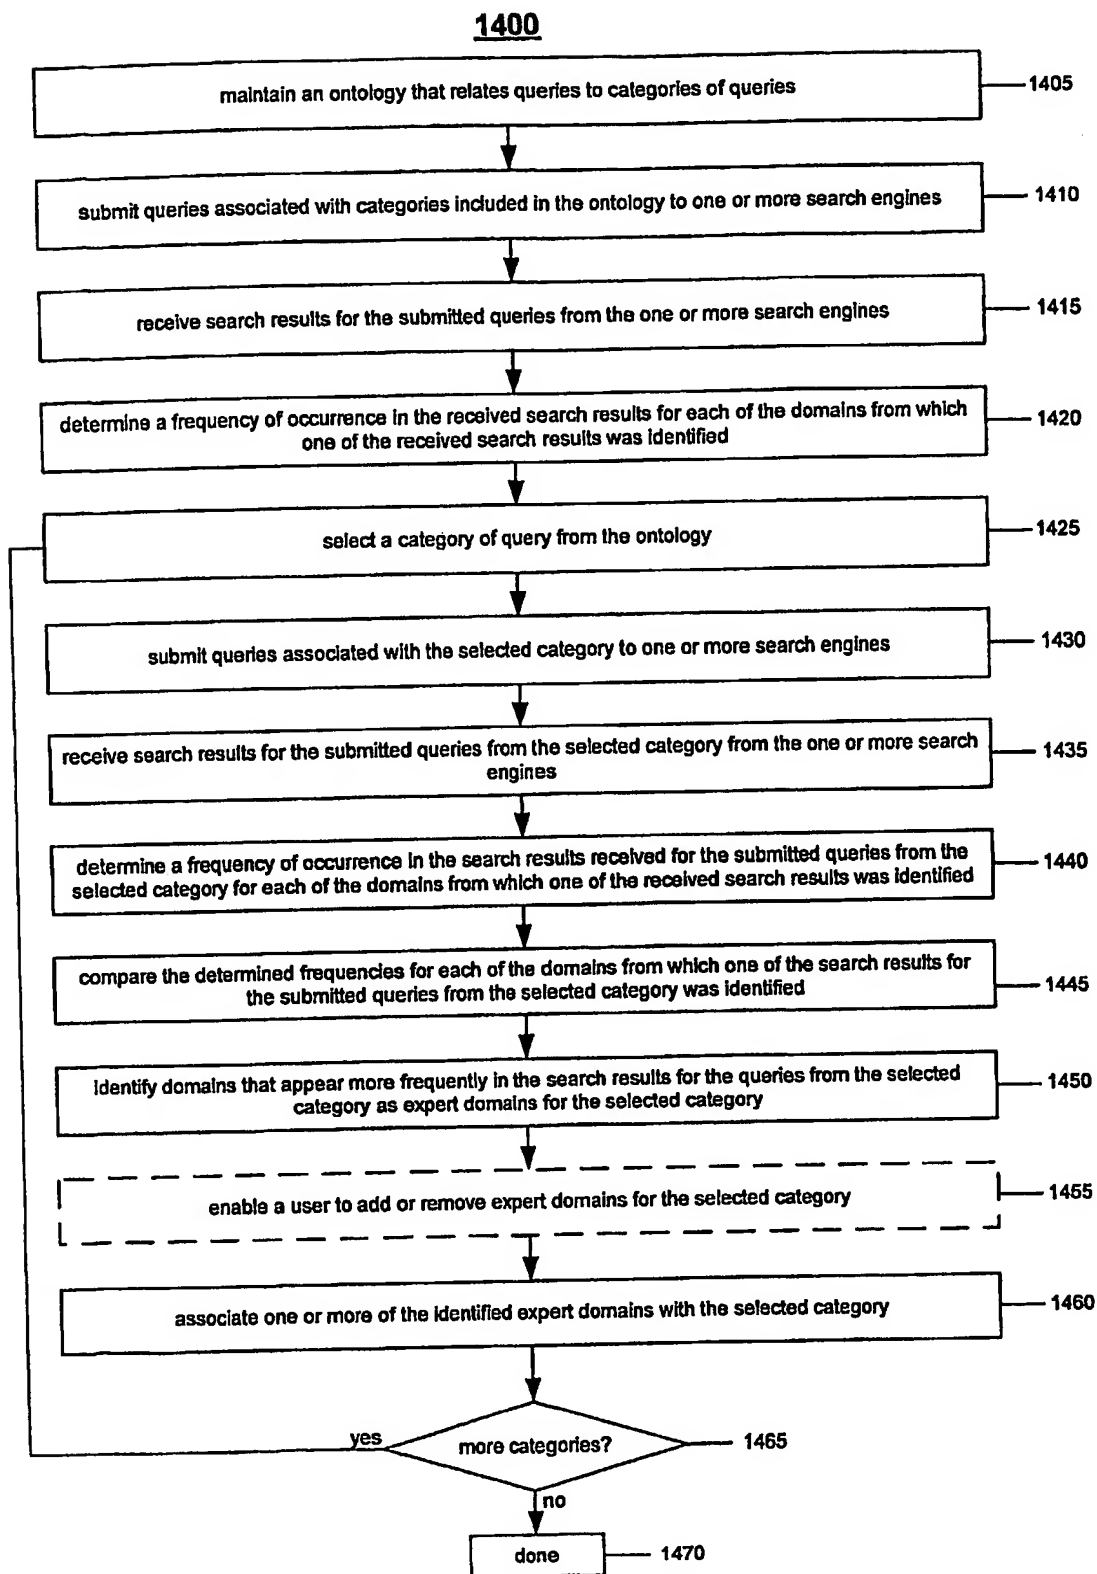 1400
maintain an ontology that relates queries to categories of queries
1405
submit queries associated with categories included in the ontology to one or more search engines
1410
receive search results for the submitted queries from the one or more search engines
1415
determine a frequency of occurrence in the received search results for each of the domains from which
one of the received search results was identified
1420
select a category of query from the ontology
1425
submit queries associated with the selected category to one or more search engines
1430
receive search results for the submitted queries from the selected category from the one or more search
engines
1435
determine a frequency of occurrence in the search results received for the submitted queries from the
selected category for each of the domains from which one of the received search results was identified
1440
compare the determined frequencies for each of the domains from which one of the search results for
the submitted queries from the selected category was identified
1445
identify domains that appear more frequently in the search results for the queries from the selected
category as expert domains for the selected category
1450
enable a user to add or remove expert domains for the selected category
1455
associate one or more of the identified expert domains with the selected category
1460
yes
more categories?
1465
no
done
1470